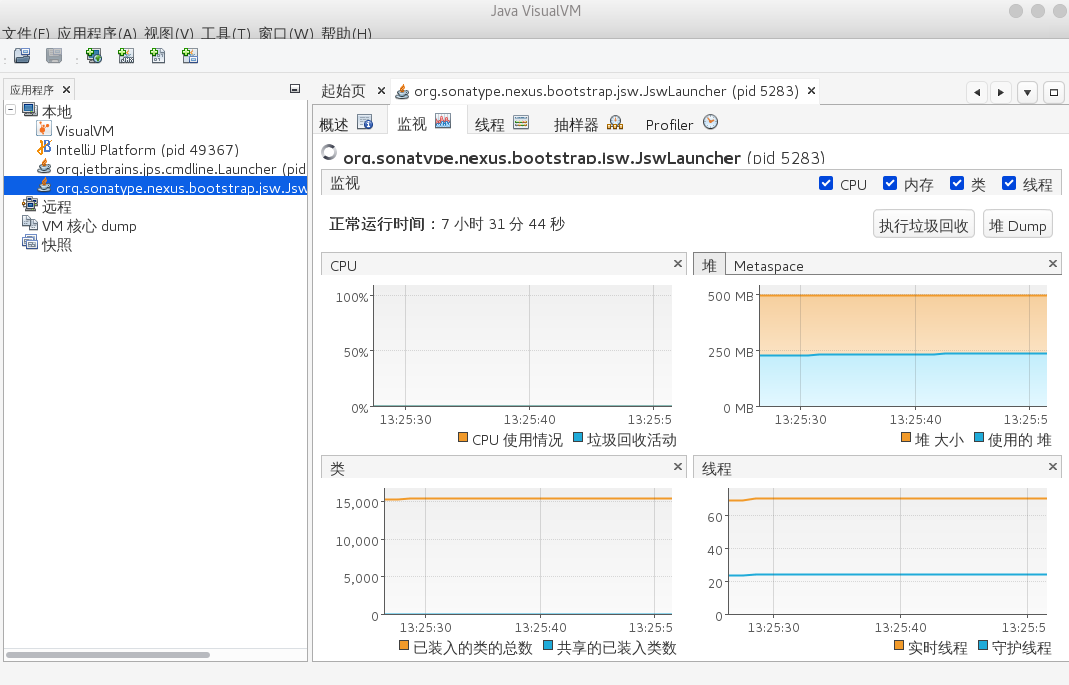 Java VisualVM
文件(F) 应用程序(A) 视图(V) 工具(T) 窗口(W) 帮助(H)
应用程序
本地
VisualVM
IntelliJ Platform (pid 49367)
org.jetbrains.jps.cmdline.Launcher (pid
org.sonatype.nexus.bootstrap.jsw.Jsw
远程
VM 核心 dump
快照
起始页 org.sonatype.nexus.bootstrap.jsw.JswLauncher (pid 5283)
概述 监视 线程 抽样器 Profiler
org.sonatype.nexus.bootstrap.jsw.JswLauncher (pid 5283)
监视 CPU 内存 类 线程
正常运行时间：7 小时 31 分 44 秒 执行垃圾回收 堆 Dump
CPU
100%
50%
0%
13:25:30 13:25:40 13:25:5
CPU 使用情况 垃圾回收活动
堆 Metaspace
500 MB
250 MB
0 MB
13:25:30 13:25:40 13:25:5
堆 大小 使用的 堆
类
15,000
10,000
5,000
0
13:25:30 13:25:40 13:25:5
已装入的类的总数 共享的已装入类数
线程
60
40
20
0
13:25:30 13:25:40 13:25:5
实时线程 守护线程